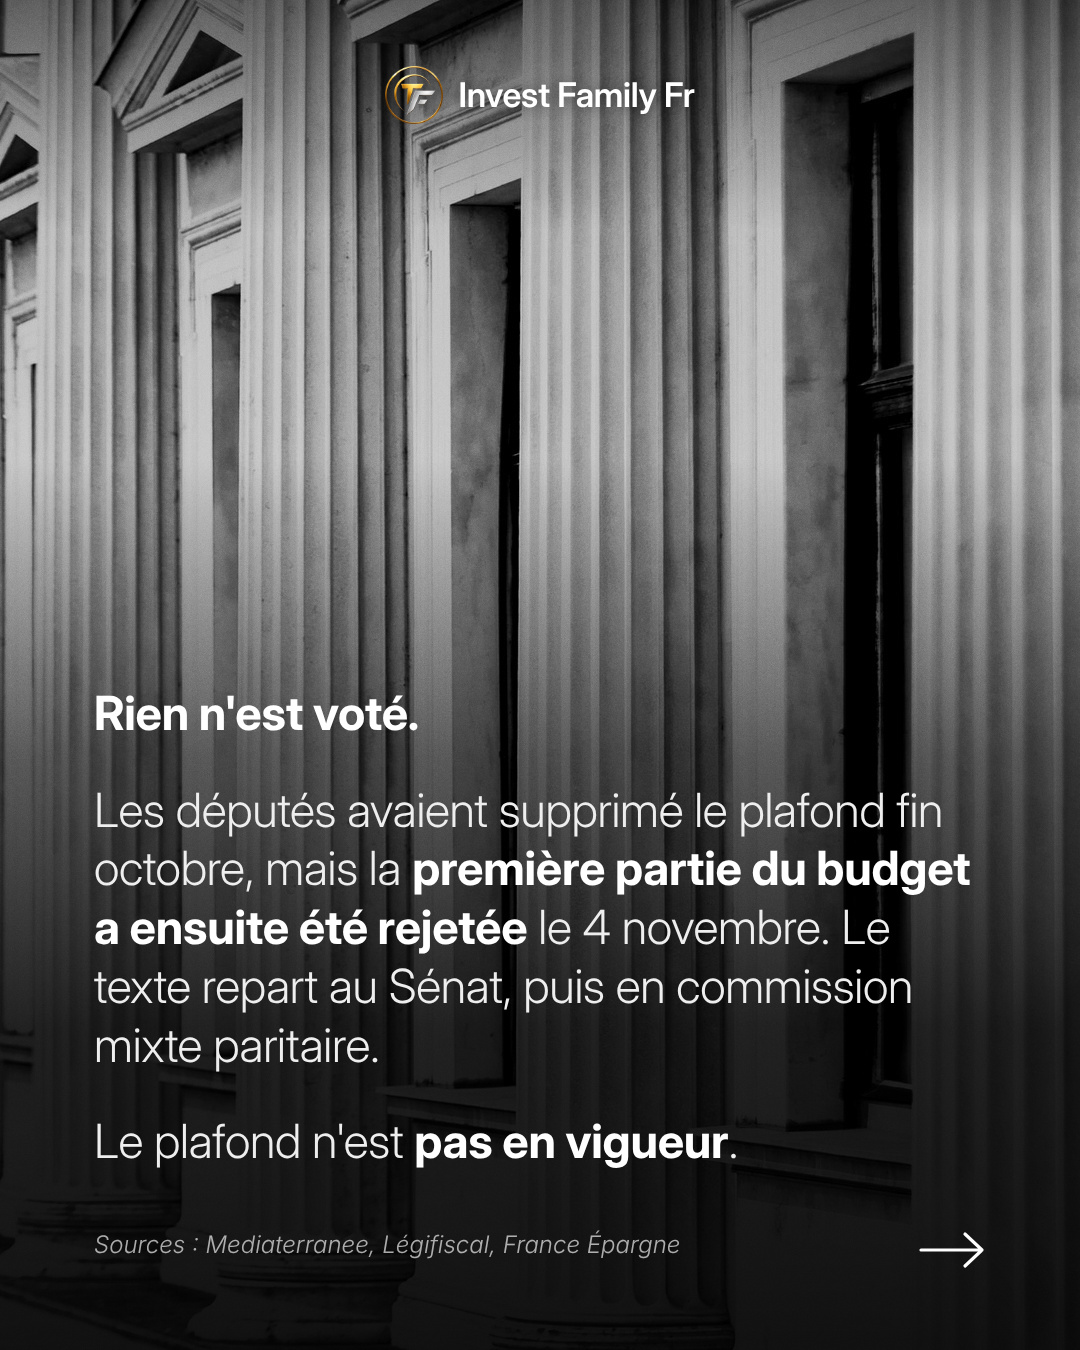 TF Invest Family Fr
Rien n'est voté.
Les députés avaient supprimé le plafond fin
octobre, mais la première partie du budget
a ensuite été rejetée le 4 novembre. Le
texte repart au Sénat, puis en commission
mixte paritaire.
Le plafond n'est pas en vigueur.
Sources : Mediaterranee, Légifiscal, France Épargne